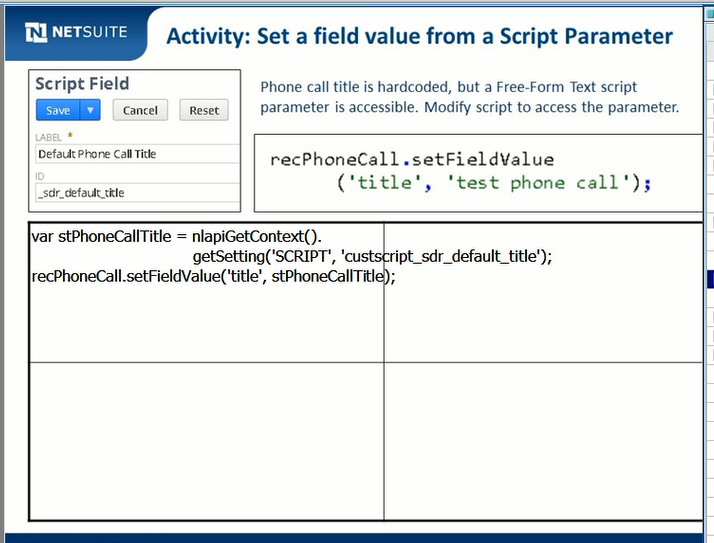 NETSUITE
Activity: Set a field value from a Script Parameter
Script Field
Save
Cancel
Reset
LABEL *
Default Phone Call Title
ID
_sdr_default_title
Phone call title is hardcoded, but a Free-Form Text script
parameter is accessible. Modify script to access the parameter.
recPhoneCall.setFieldValue
('title', 'test phone call');
var stPhoneCallTitle = nlapiGetContext().
getSetting('SCRIPT', 'custscript_sdr_default_title');
recPhoneCall.setFieldValue('title', stPhoneCallTitle);